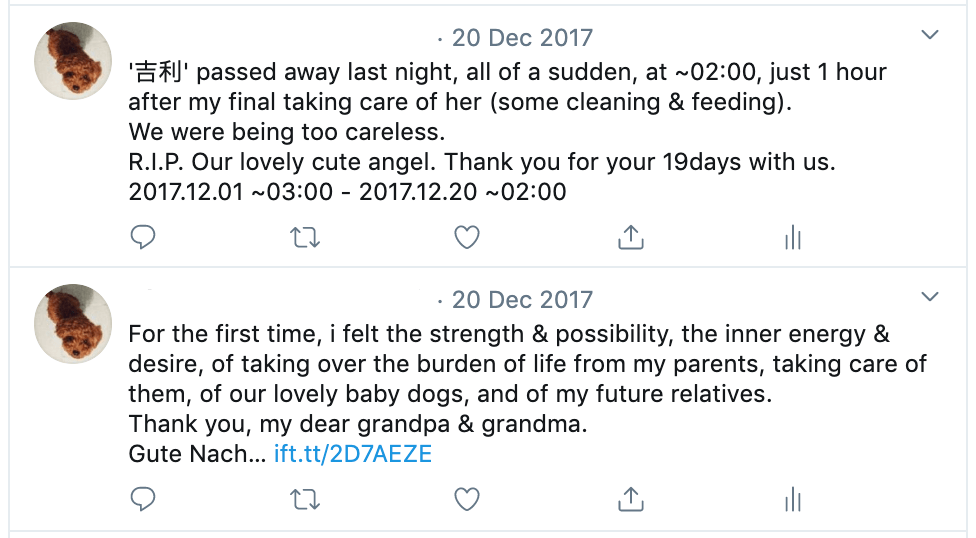 · 20 Dec 2017
'吉利' passed away last night, all of a sudden, at ~02:00, just 1 hour
after my final taking care of her (some cleaning & feeding).
We were being too careless.
R.I.P. Our lovely cute angel. Thank you for your 19days with us.
2017.12.01 ~03:00 - 2017.12.20 ~02:00
· 20 Dec 2017
For the first time, i felt the strength & possibility, the inner energy &
desire, of taking over the burden of life from my parents, taking care of
them, of our lovely baby dogs, and of my future relatives.
Thank you, my dear grandpa & grandma.
Gute Nach... ift.tt/2D7AEZE